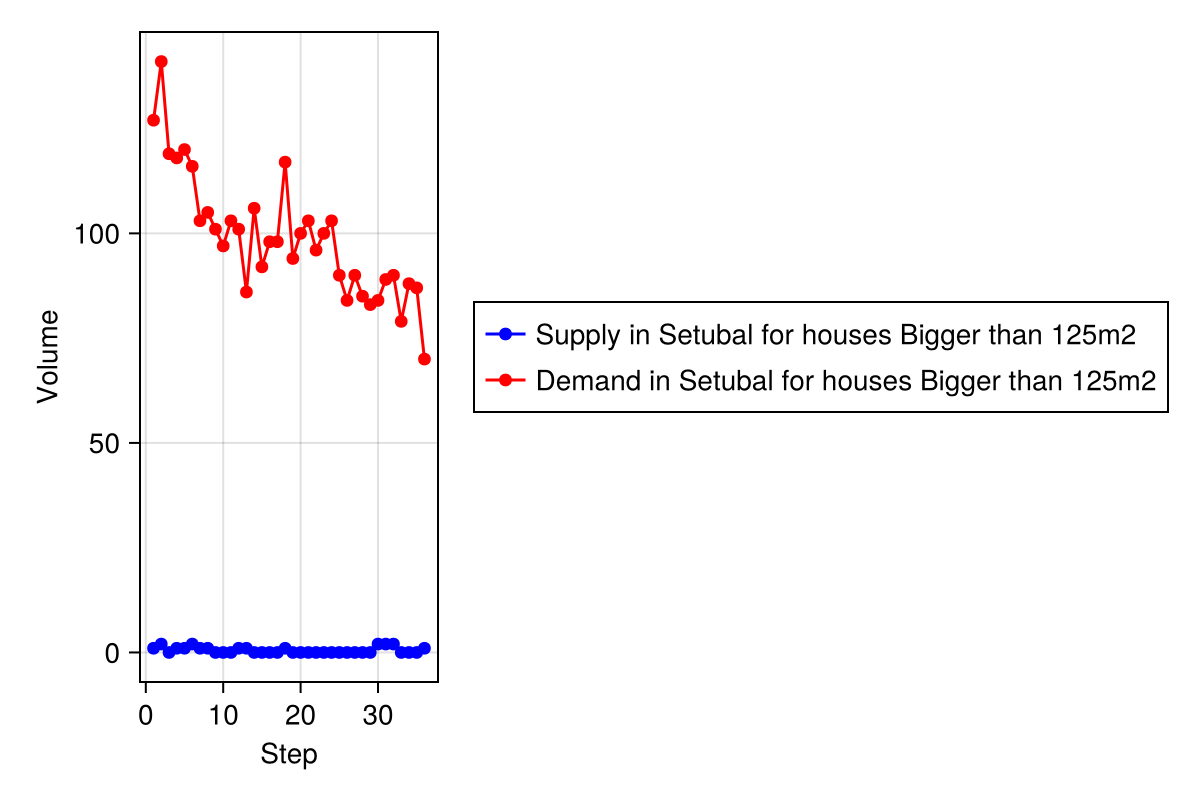 Volume
100
50
0
0 10 20 30
Step
Supply in Setubal for houses Bigger than 125m2
Demand in Setubal for houses Bigger than 125m2